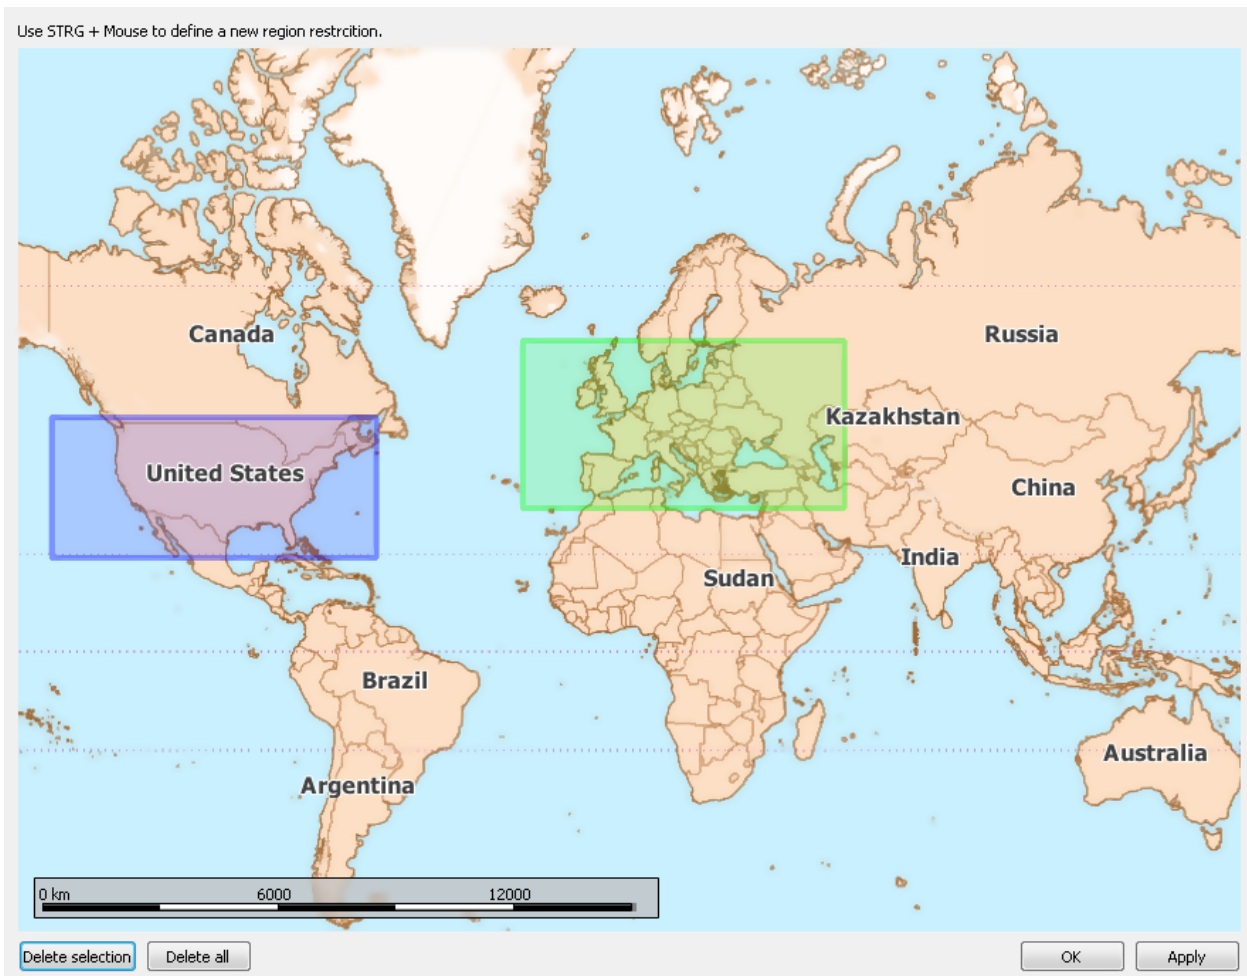 Use STRG + Mouse to define a new region restrcition.
Canada
Russia
Kazakhstan
United States
China
India
Sudan
Brazil
Australia
Argentina
0 km 6000 12000
Delete selection Delete all OK Apply